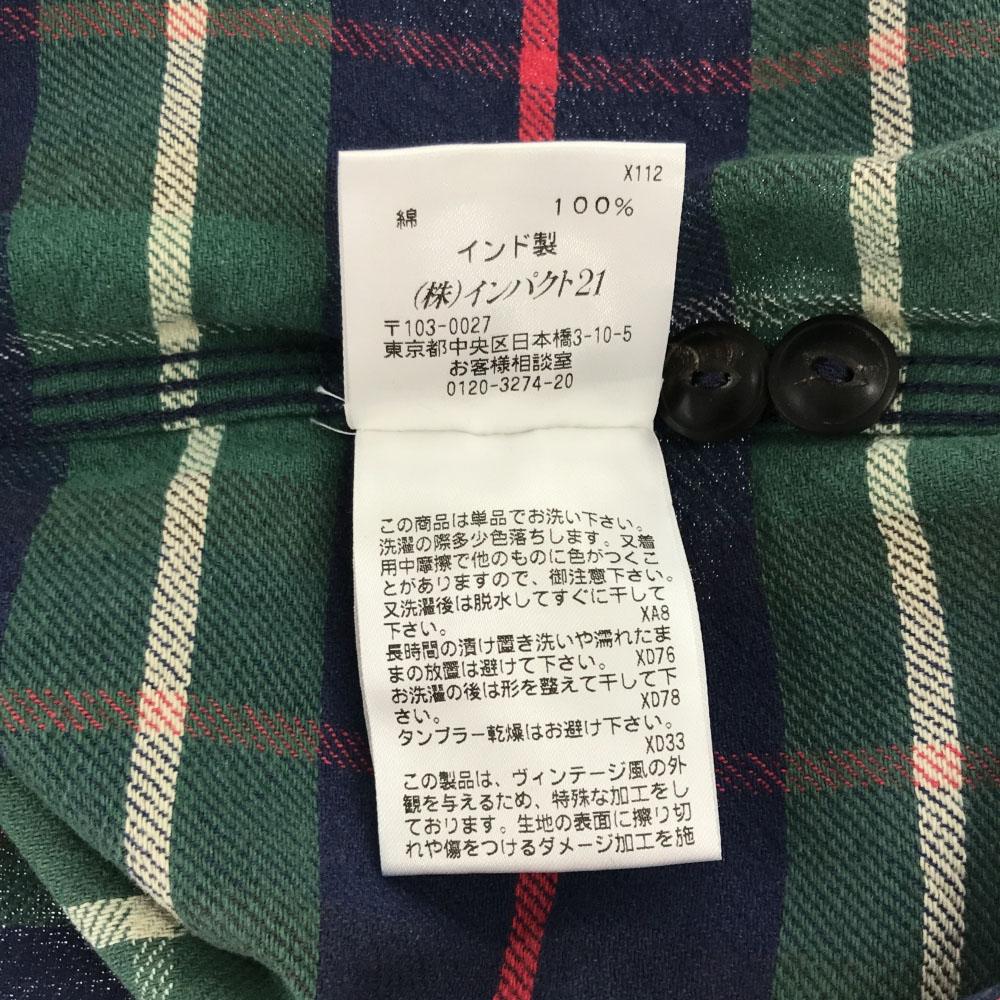 X112
綿 100%
インド製
(株)インパクト21
〒103-0027
東京都中央区日本橋3-10-5
お客様相談室
0120-3274-20
この商品は単品でお洗い下さい。
洗濯の際多少色落ちします。又着
用中摩擦で他のものに色がつくこ
とがありますので、御注意下さい。
又洗濯後は脱水してすぐに干して
下さい。 XA8
長時間の漬け置き洗いや濡れたま
まの放置は避けて下さい。 XD76
お洗濯の後は形を整えて干して下
さい。 XD78
タンブラー乾燥はお避け下さい。
XD33
この製品は、ヴィンテージ風の外
観を与えるため、特殊な加工をし
ております。生地の表面に擦り切
れや傷をつけるダメージ加工を施